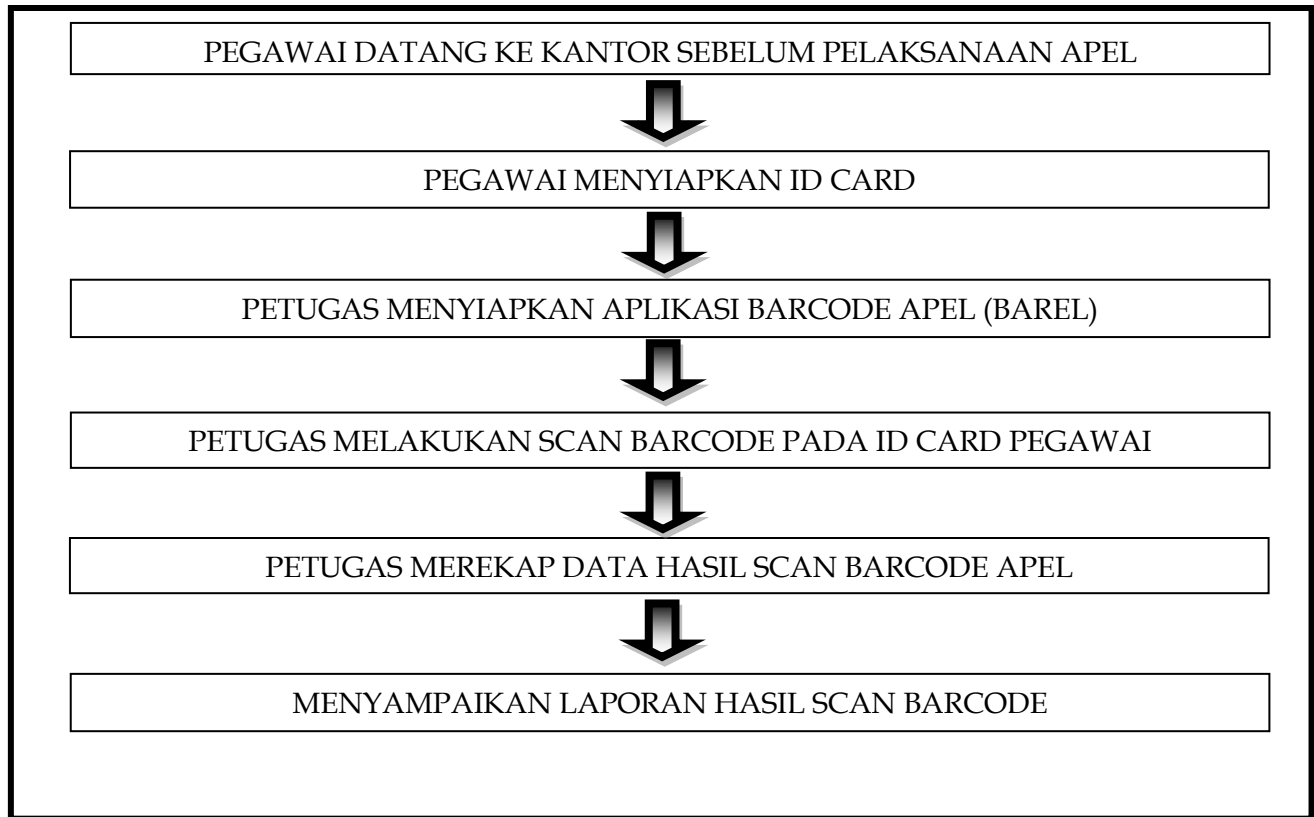 PEGAWAI DATANG KE KANTOR SEBELUM PELAKSANAAN APEL
PEGAWAI MENYIAPKAN ID CARD
PETUGAS MENYIAPKAN APLIKASI BARCODE APEL (BAREL)
PETUGAS MELAKUKAN SCAN BARCODE PADA ID CARD PEGAWAI
PETUGAS MEREKAP DATA HASIL SCAN BARCODE APEL
MENYAMPAIKAN LAPORAN HASIL SCAN BARCODE